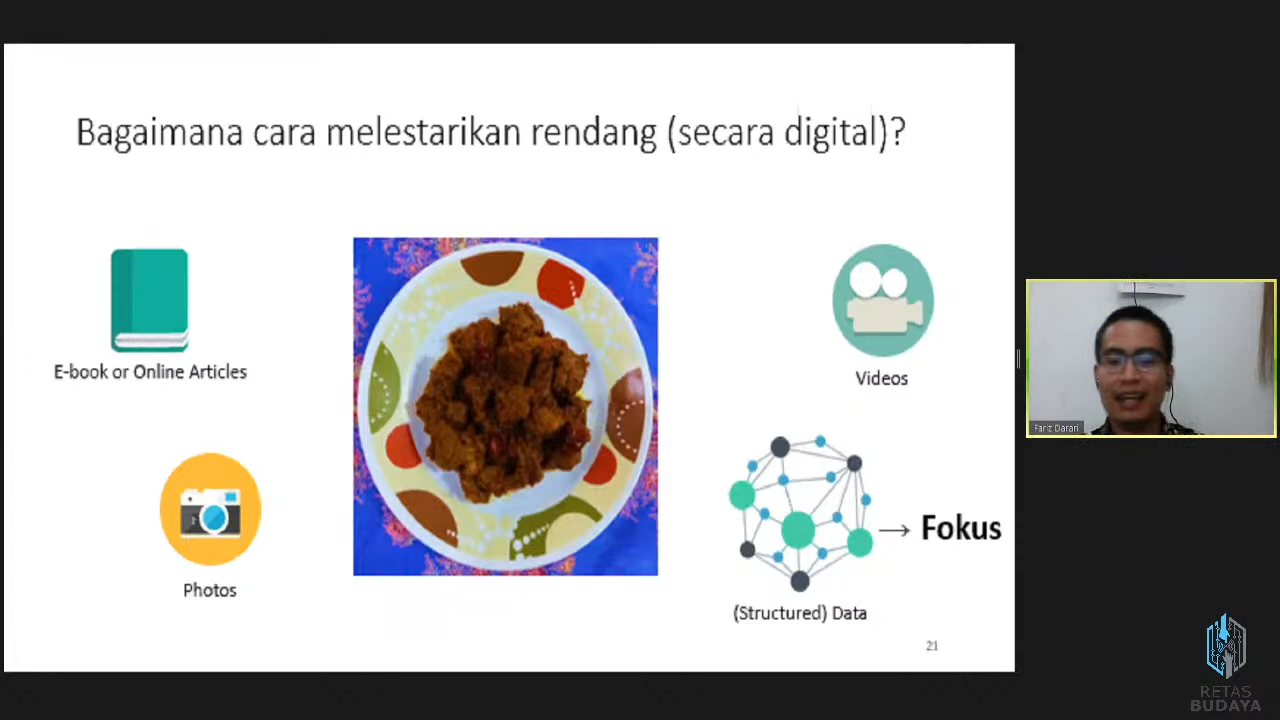 Bagaimana cara melestarikan rendang (secara digital)?
E-book or Online Articles
Videos
Photos
→ Fokus
(Structured) Data
21
Fariz Darari
RETAS
BUDAYA